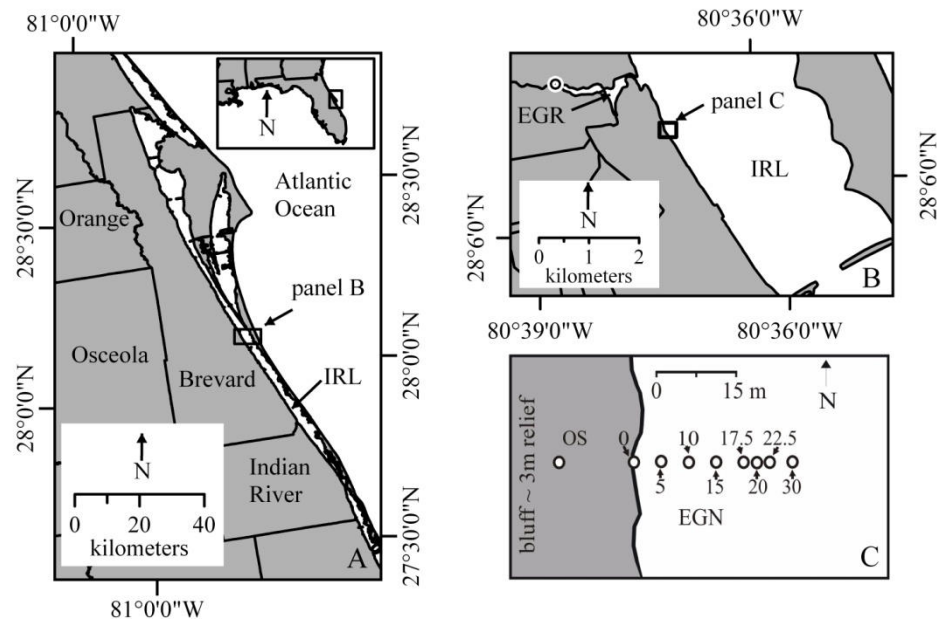 81°0'0"W
N
Atlantic
Ocean
Orange
28°30'0"N
28°30'0"N
panel B
Osceola
Brevard
IRL
28°0'0"N
28°0'0"N
N
Indian
River
0 20 40
kilometers
A
27°30'0"N
81°0'0"W
80°36'0"W
EGR
panel C
IRL
N
28°6'0"N
28°6'0"N
0 1 2
kilometers
B
80°39'0"W
80°36'0"W
0 15 m
N
bluff ~ 3m relief
OS
0 10 17.5 22.5
5 15 20 30
EGN
C